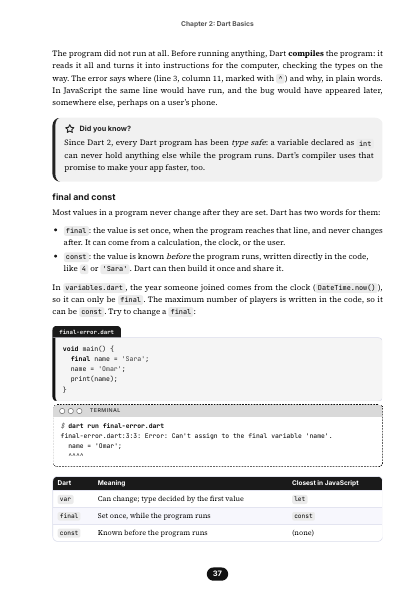 Chapter 2: Dart Basics
The program did not run at all. Before running anything, Dart compiles the program: it
reads it all and turns it into instructions for the computer, checking the types on the
way. The error says where (line 3, column 11, marked with ^) and why, in plain words.
In JavaScript the same line would have run, and the bug would have appeared later,
somewhere else, perhaps on a user's phone.
Did you know?
Since Dart 2, every Dart program has been type safe: a variable declared as int
can never hold anything else while the program runs. Dart's compiler uses that
promise to make your app faster, too.
final and const
Most values in a program never change after they are set. Dart has two words for them:
• final: the value is set once, when the program reaches that line, and never changes
after. It can come from a calculation, the clock, or the user.
• const: the value is known before the program runs, written directly in the code,
like 4 or 'Sara'. Dart can then build it once and share it.
In variables.dart, the year someone joined comes from the clock (DateTime.now()),
so it can only be final. The maximum number of players is written in the code, so it
can be const. Try to change a final:
final-error.dart
void main() {
  final name = 'Sara';
  name = 'Omar';
  print(name);
}
TERMINAL
$ dart run final-error.dart
final-error.dart:3:3: Error: Can't assign to the final variable 'name'.
  name = 'Omar';
  ^^^^
Dart Meaning Closest in JavaScript
var Can change; type decided by the first value let
final Set once, while the program runs const
const Known before the program runs (none)
37